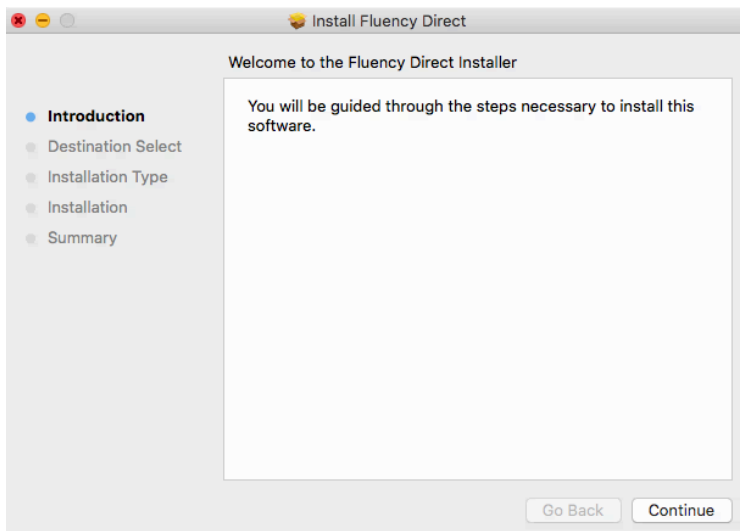 Install Fluency Direct
Welcome to the Fluency Direct Installer
Introduction
Destination Select
Installation Type
Installation
Summary
You will be guided through the steps necessary to install this
software.
Go Back
Continue